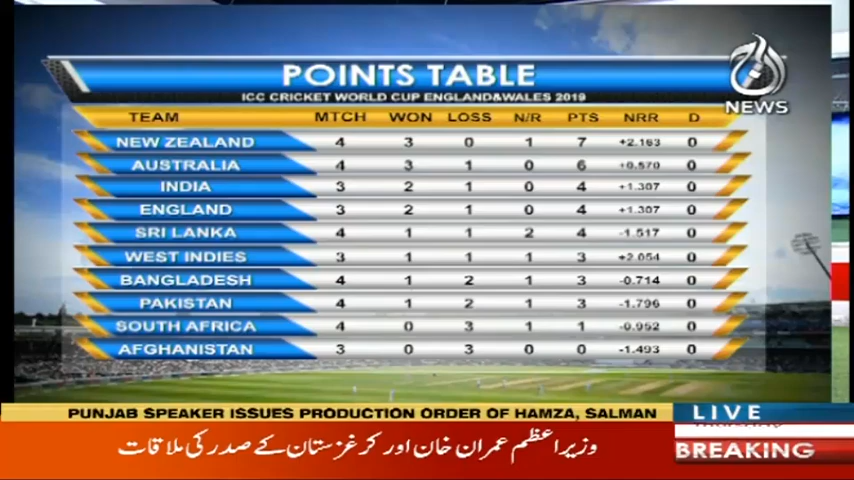 POINTS TABLE
ICC CRICKET WORLD CUP ENGLAND&WALES 2019
NEWS
TEAM MTCH WON LOSS N/R PTS NRR D
NEW ZEALAND 4 3 0 1 7 +2.163 0
AUSTRALIA 4 3 1 0 6 +0.570 0
INDIA 3 2 1 0 4 +1.307 0
ENGLAND 3 2 1 0 4 +1.307 0
SRI LANKA 4 1 1 2 4 -1.517 0
WEST INDIES 3 1 1 1 3 +2.054 0
BANGLADESH 4 1 2 1 3 -0.714 0
PAKISTAN 4 1 2 1 3 -1.796 0
SOUTH AFRICA 4 0 3 1 1 -0.952 0
AFGHANISTAN 3 0 3 0 0 -1.493 0
PUNJAB SPEAKER ISSUES PRODUCTION ORDER OF HAMZA, SALMAN
LIVE
BREAKING
وزیراعظم عمران خان اور کرغزستان کے صدر کی ملاقات